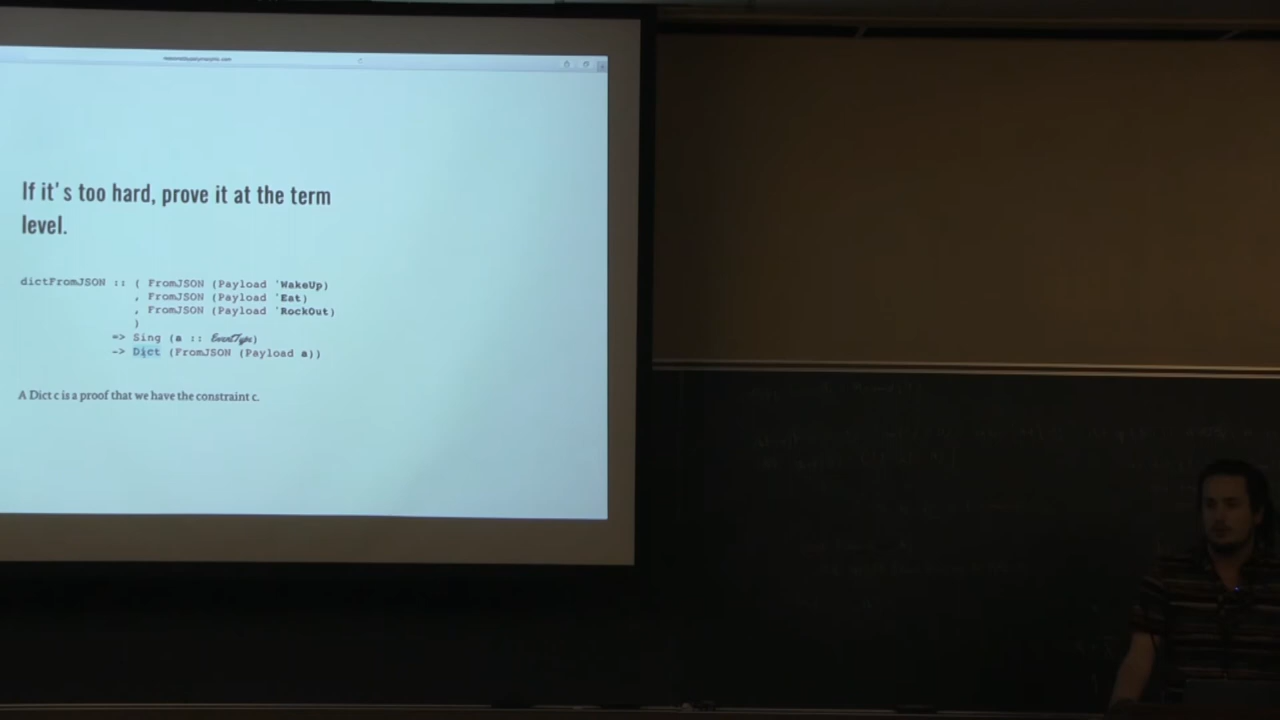 If it's too hard, prove it at the term
level.
dictFromJSON :: ( FromJSON (Payload 'WakeUp)
, FromJSON (Payload 'Eat)
, FromJSON (Payload 'RockOut)
)
=> Sing (a :: EventType)
-> Dict (FromJSON (Payload a))
A Dict c is a proof that we have the constraint c.